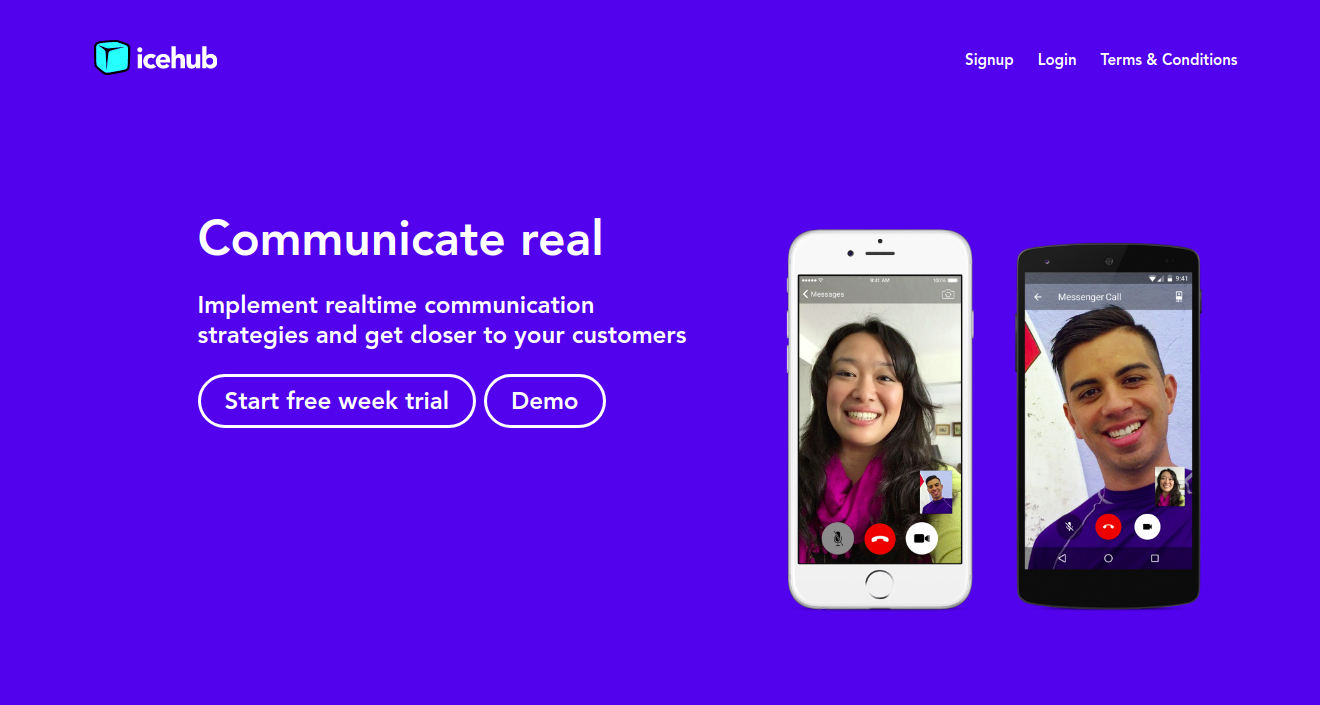 icehub
Signup Login Terms & Conditions
Communicate real
Implement realtime communication
strategies and get closer to your customers
Start free week trial Demo
9:41 AM 100%
Messages
9:41
Messenger Call